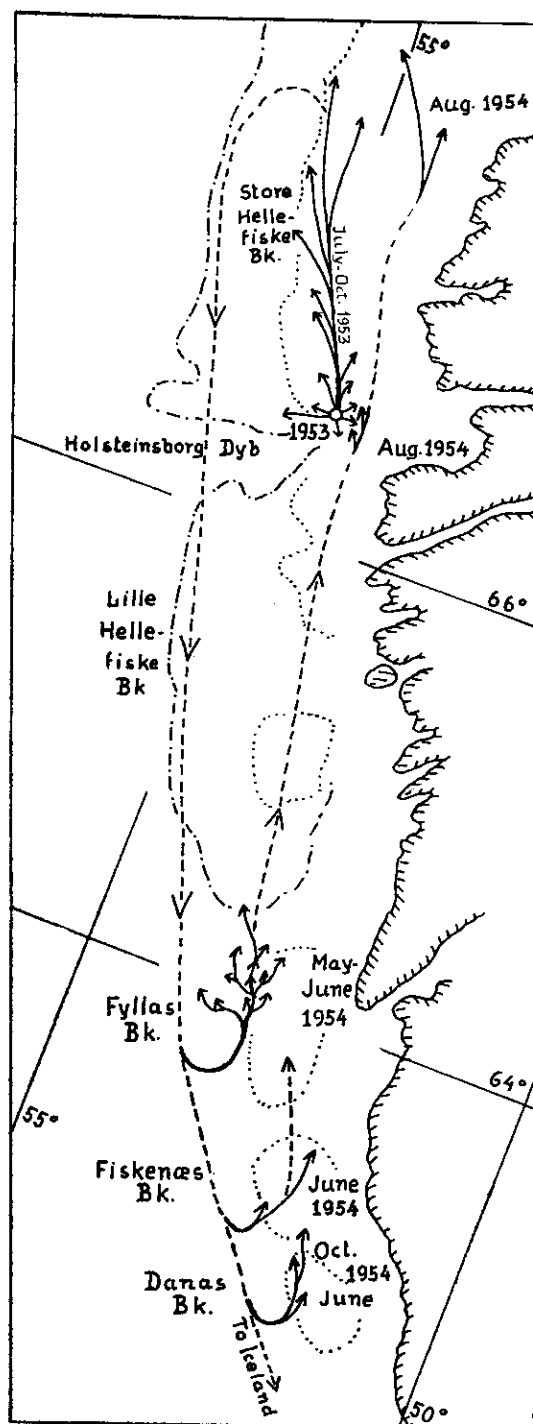 55°
Aug. 1954
Store
Helle-
fiske
Bk.
July-Oct. 1953
1953
Holsteinsborg Dyb
Aug. 1954
66°
Lille
Helle-
fiske
Bk
May-
June
1954
Fyllas
Bk.
64°
55°
Fiskenæs
Bk.
June
1954
Oct.
1954
Danas
Bk.
June
To Iceland
50°